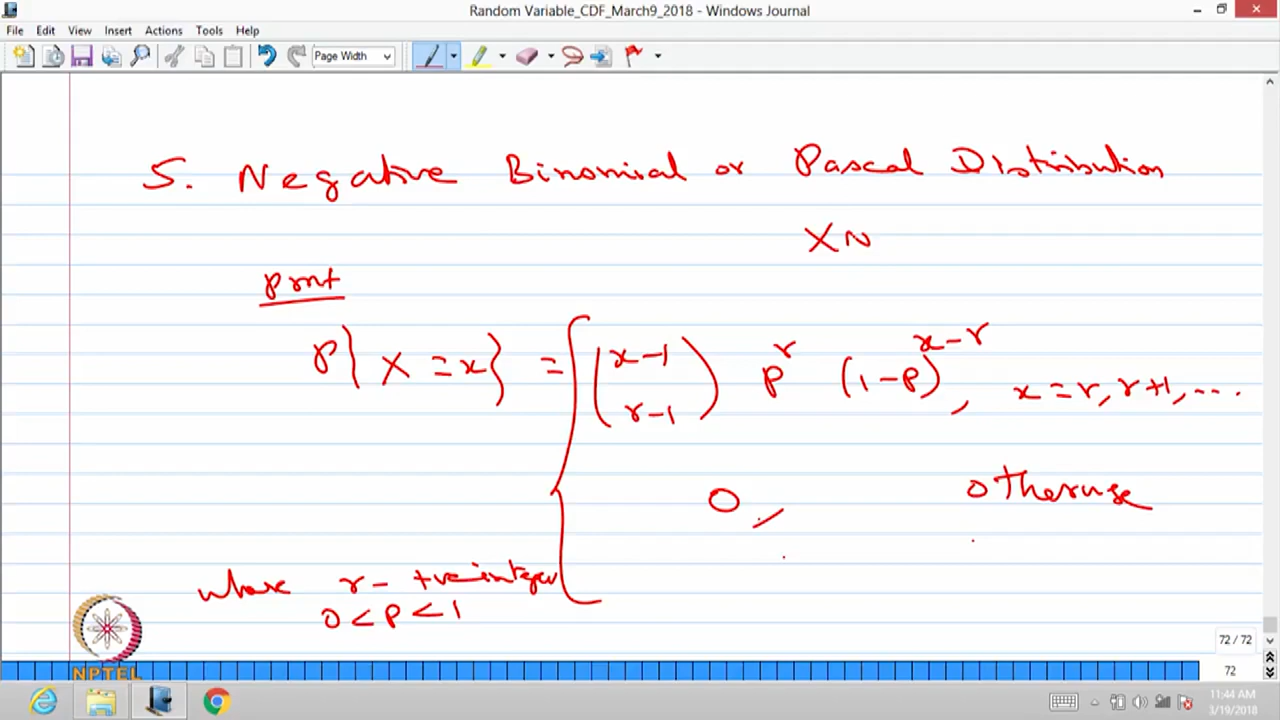 Random Variable_CDF_March9_2018 - Windows Journal
File Edit View Insert Actions Tools Help
Page Width
5. Negative Binomial or Pascal Distribution
X ~
pmf
P{X = x} = { (x-1 r-1) p^r (1-p)^{x-r}, x = r, r+1, ....
0, otherwise
where r - +ve integer
0 < p < 1
NPTEL
72 / 72
72
11:44 AM
3/19/2018